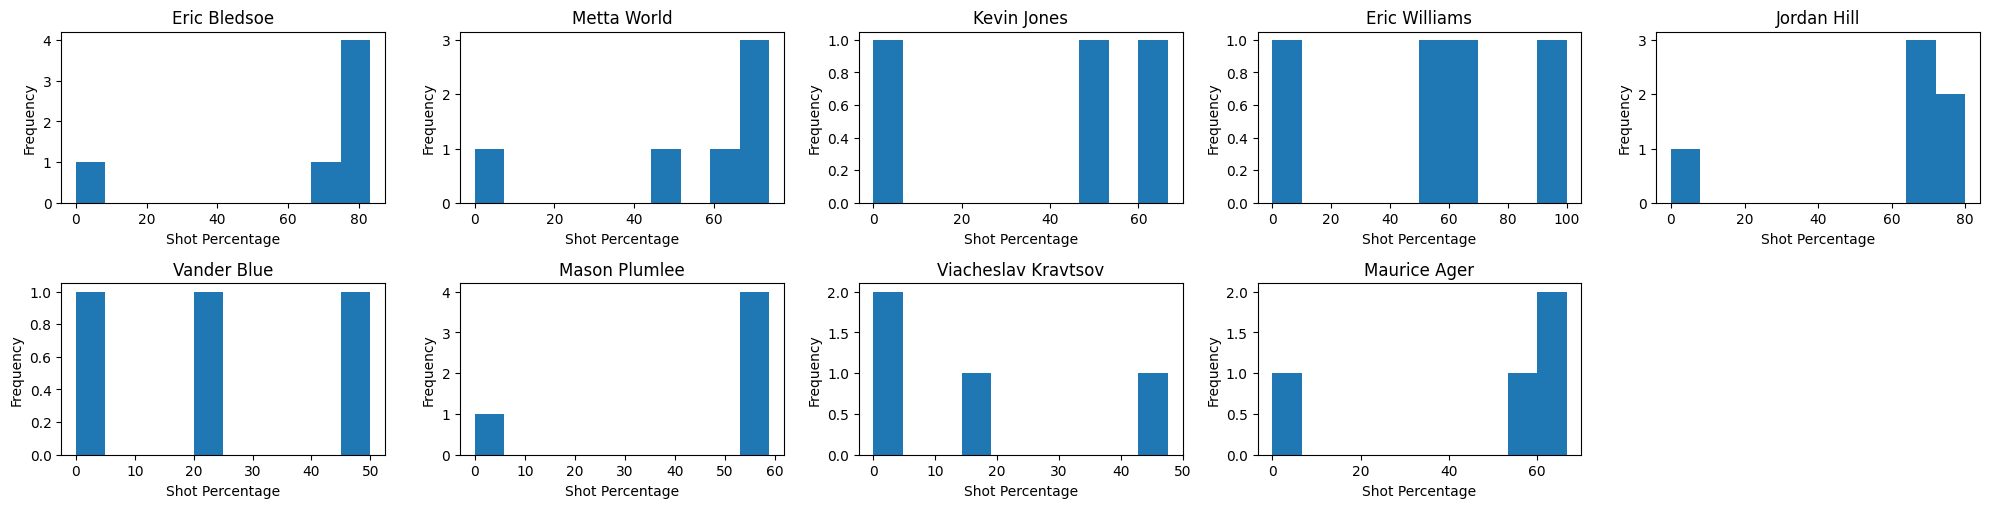 Eric Bledsoe
4
3
2
1
0
Frequency
0 20 40 60 80
Shot Percentage
Metta World
3
2
1
0
Frequency
0 20 40 60
Shot Percentage
Kevin Jones
1.0
0.8
0.6
0.4
0.2
0.0
Frequency
0 20 40 60
Shot Percentage
Eric Williams
1.0
0.8
0.6
0.4
0.2
0.0
Frequency
0 20 40 60 80 100
Shot Percentage
Jordan Hill
3
2
1
0
Frequency
0 20 40 60 80
Shot Percentage
Vander Blue
1.0
0.8
0.6
0.4
0.2
0.0
Frequency
0 10 20 30 40 50
Shot Percentage
Mason Plumlee
4
3
2
1
0
Frequency
0 10 20 30 40 50 60
Shot Percentage
Viacheslav Kravtsov
2.0
1.5
1.0
0.5
0.0
Frequency
0 10 20 30 40 50
Shot Percentage
Maurice Ager
2.0
1.5
1.0
0.5
0.0
Frequency
0 20 40 60
Shot Percentage